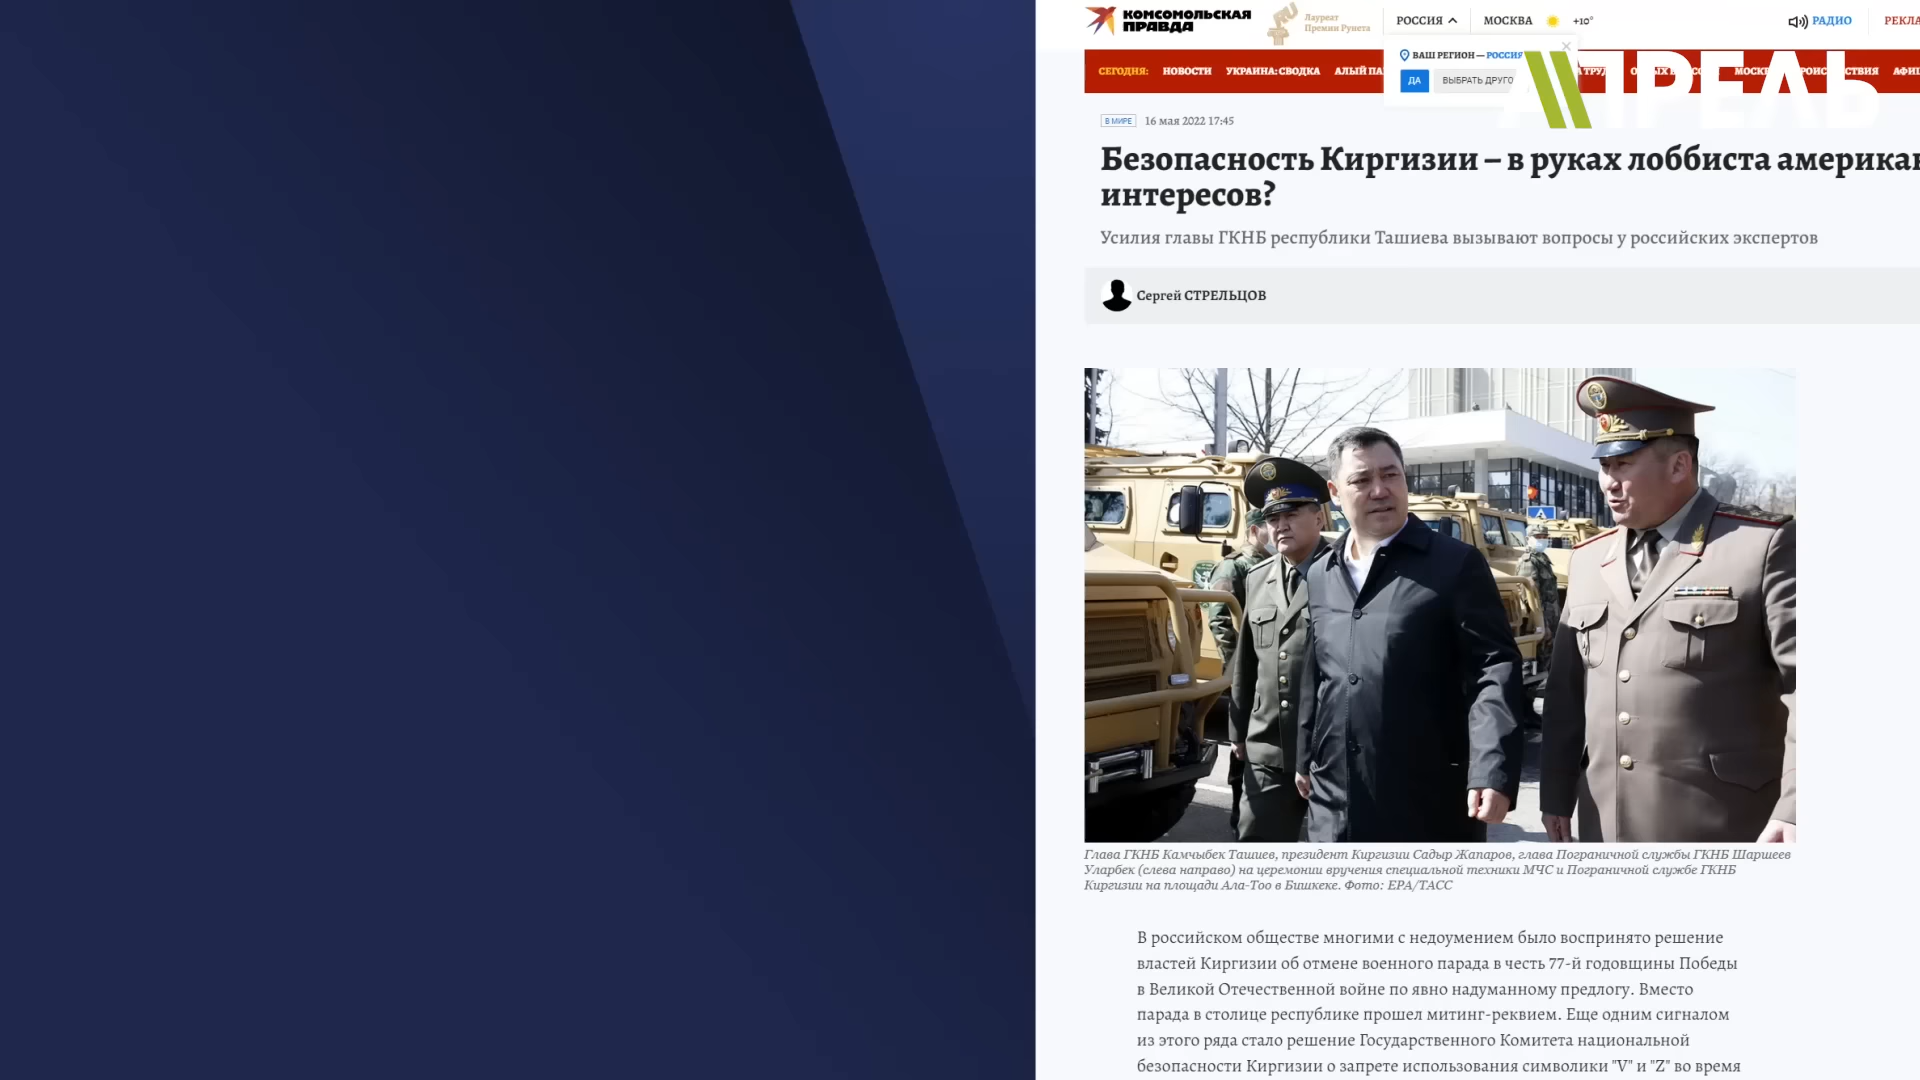 КОМСОМОЛЬСКАЯ
ПРАВДА
Лауреат
Премии Рунета
РОССИЯ
МОСКВА
+10°
РАДИО
СЕГОДНЯ:
НОВОСТИ
УКРАИНА: СВОДКА
АЛЫЙ
ВАШ РЕГИОН — РОССИЯ
ДА
ВЫБРАТЬ
АПРЕЛЬ
В МИРЕ
16 мая 2022 17:45
Безопасность Киргизии – в руках лоббиста американ
интересов?
Усилия главы ГКНБ республики Ташиева вызывают вопросы у российских экспертов
Сергей СТРЕЛЬЦОВ
Глава ГКНБ Камчыбек Ташиев, президент Киргизии Садыр Жапаров, глава Пограничной службы ГКНБ Шаршеев
Уларбек (слева направо) на церемонии вручения специальной техники МЧС и Пограничной службе ГКНБ
Киргизии на площади Ала-Тоо в Бишкеке. Фото: EPA/ТАСС
В российском обществе многими с недоумением было воспринято решение
властей Киргизии об отмене военного парада в честь 77-й годовщины Победы
в Великой Отечественной войне по явно надуманному предлогу. Вместо
парада в столице республике прошел митинг-реквием. Еще одним сигналом
из этого ряда стало решение Государственного Комитета национальной
безопасности Киргизии о запрете использования символики "V" и "Z" во время